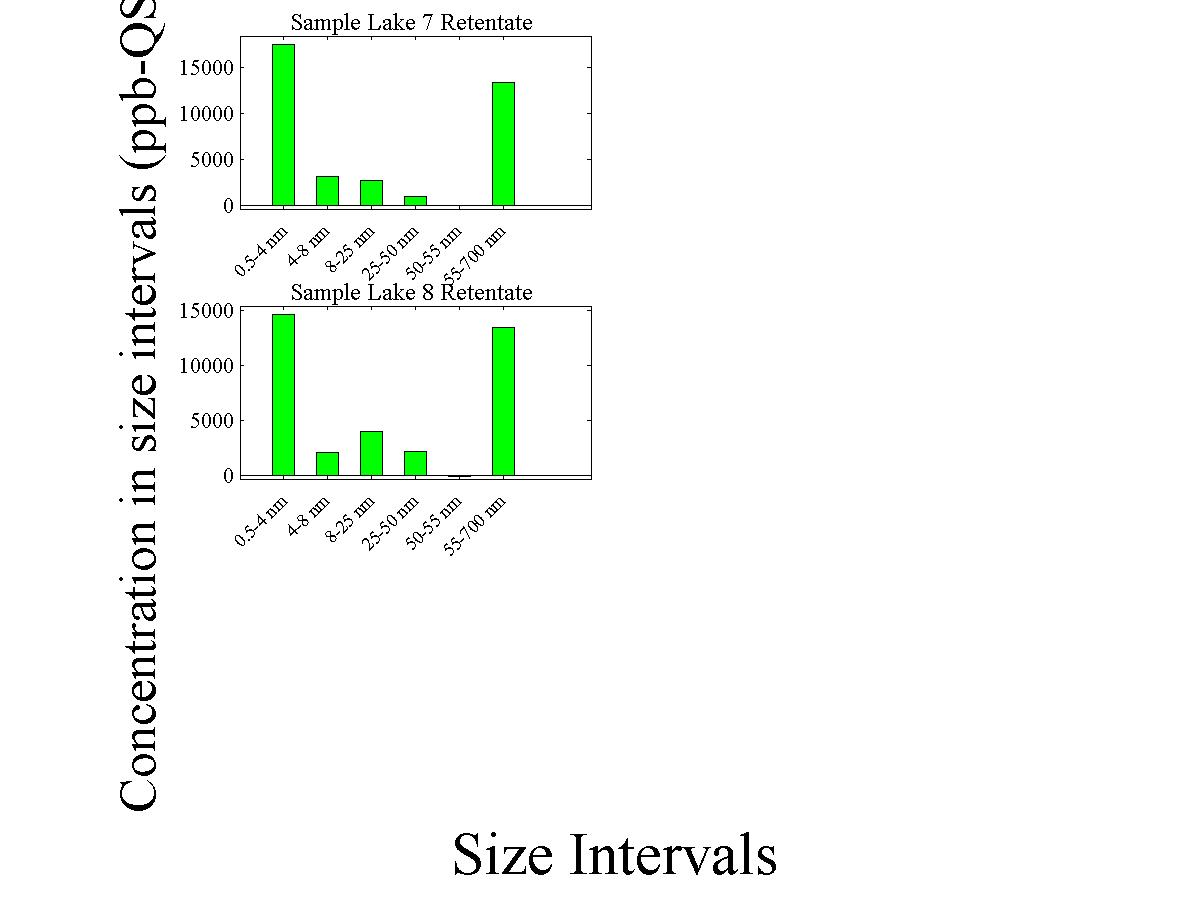 Concentration in size intervals (ppb-QS
Sample Lake 7 Retentate
15000
10000
5000
0
0.5-4 nm
4-8 nm
8-25 nm
25-50 nm
50-55 nm
55-700 nm
Sample Lake 8 Retentate
15000
10000
5000
0
0.5-4 nm
4-8 nm
8-25 nm
25-50 nm
50-55 nm
55-700 nm
Size Intervals